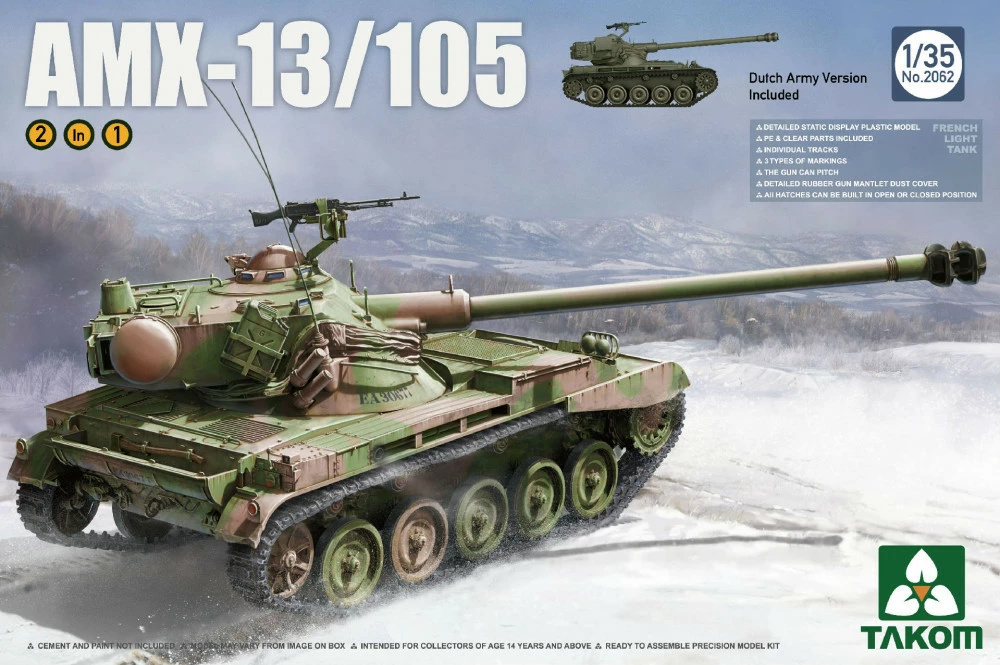 AMX-13/105
2 In 1
Dutch Army Version
Included
1/35
No.2062
DETAILED STATIC DISPLAY PLASTIC MODEL
PE & CLEAR PARTS INCLUDED
INDIVIDUAL TRACKS
3 TYPES OF MARKINGS
THE GUN CAN PITCH
DETAILED RUBBER GUN MANTLET DUST COVER
All HATCHES CAN BE BUILT IN OPEN OR CLOSED POSITION
FRENCH
LIGHT
TANK
CEMENT AND PAINT NOT INCLUDED MODEL MAY VARY FROM IMAGE ON BOX INTENDED FOR COLLECTORS OF AGE 14 YEARS AND ABOVE READY TO ASSEMBLE PRECISION MODEL KIT
TAKOM